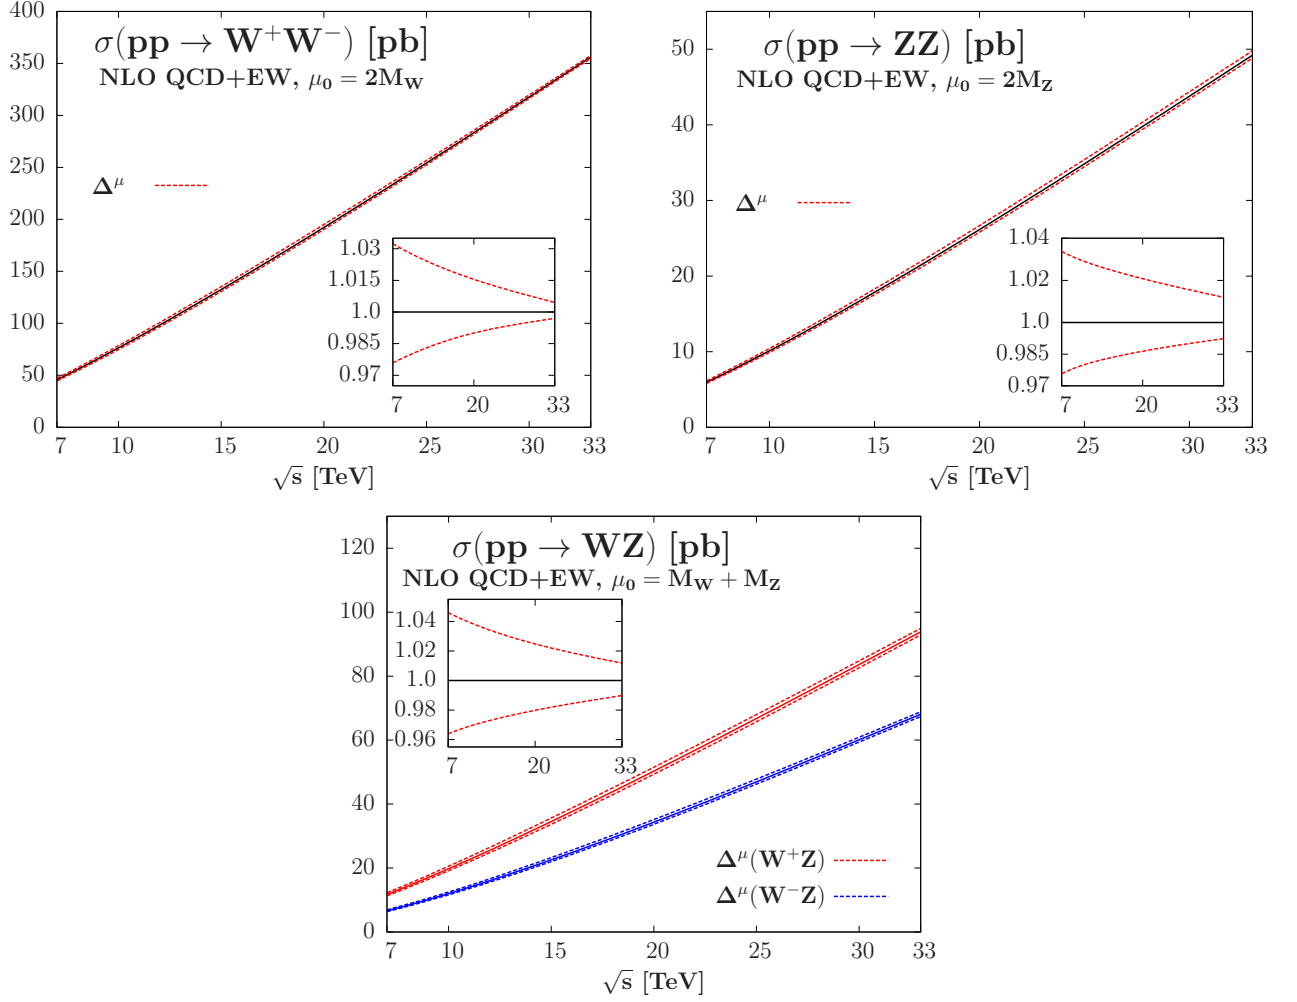 σ(pp → W⁺W⁻) [pb]
NLO QCD+EW, μ₀ = 2M_W
Δ^μ
400
350
300
250
200
150
100
50
0
7 10 15 20 25 30 33
√s [TeV]
1.03
1.015
1.0
0.985
0.97
7 20 33
σ(pp → ZZ) [pb]
NLO QCD+EW, μ₀ = 2M_Z
Δ^μ
50
40
30
20
10
0
7 10 15 20 25 30 33
√s [TeV]
1.04
1.02
1.0
0.985
0.97
7 20 33
σ(pp → WZ) [pb]
NLO QCD+EW, μ₀ = M_W + M_Z
120
100
80
60
40
20
0
7 10 15 20 25 30 33
√s [TeV]
1.04
1.02
1.0
0.98
0.96
7 20 33
Δ^μ(W⁺Z)
Δ^μ(W⁻Z)